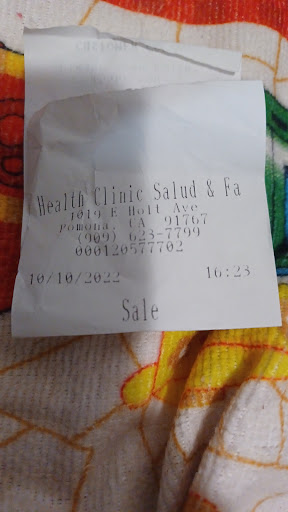 CUSTOMER
Health Clinic Salud & Fa
1019 E Holt Ave
Pomona, CA 91767
(909) 623-7799
000120577702
10/10/2022 16:23
Sale